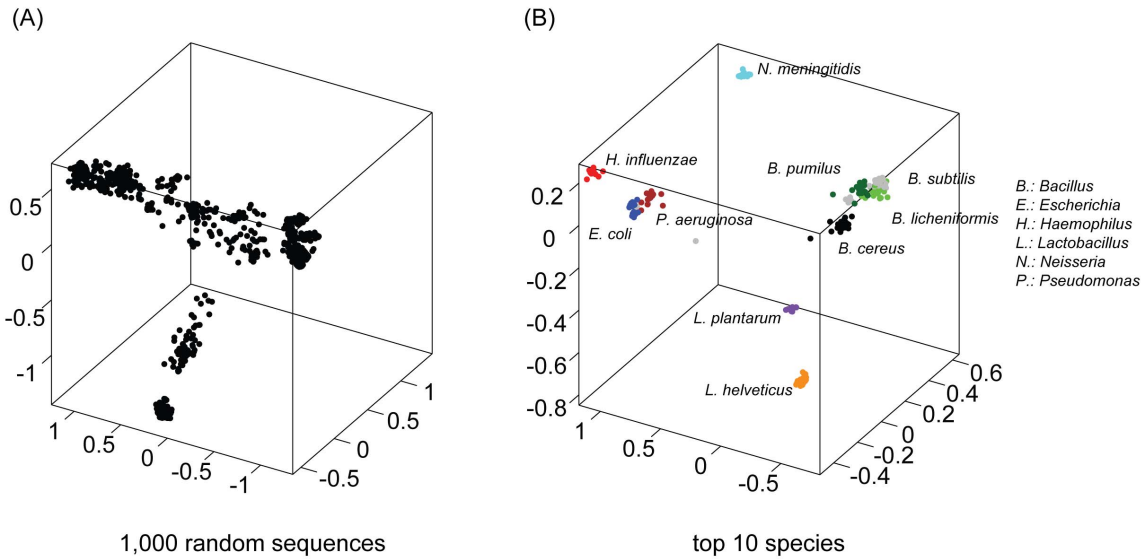 (A)
0.5
0
-0.5
-1
1
0.5
0
-0.5
-1
-0.5
0
0.5
1
1,000 random sequences
(B)
N. meningitidis
H. influenzae
B. pumilus
B. subtilis
P. aeruginosa
B. licheniformis
E. coli
B. cereus
L. plantarum
L. helveticus
0.2
0
-0.2
-0.4
-0.6
-0.8
1
0.5
0
-0.5
-0.4
-0.2
0
0.2
0.4
0.6
B.: Bacillus
E.: Escherichia
H.: Haemophilus
L.: Lactobacillus
N.: Neisseria
P.: Pseudomonas
top 10 species